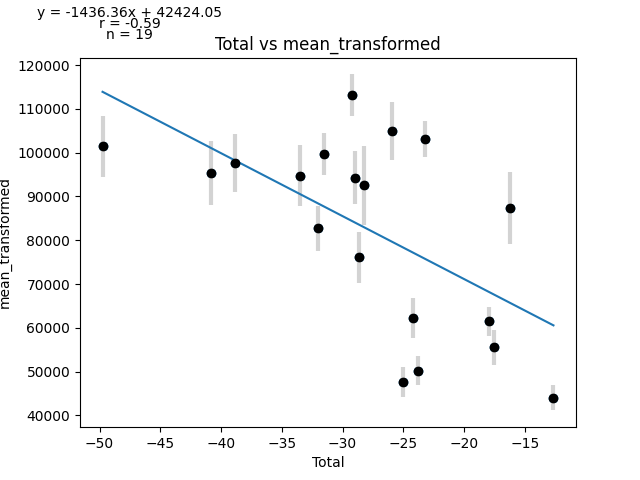 y = -1436.36x + 42424.05
r = -0.59
n = 19
Total vs mean_transformed
120000
110000
100000
90000
80000
70000
60000
50000
40000
mean_transformed
−50
−45
−40
−35
−30
−25
−20
−15
Total